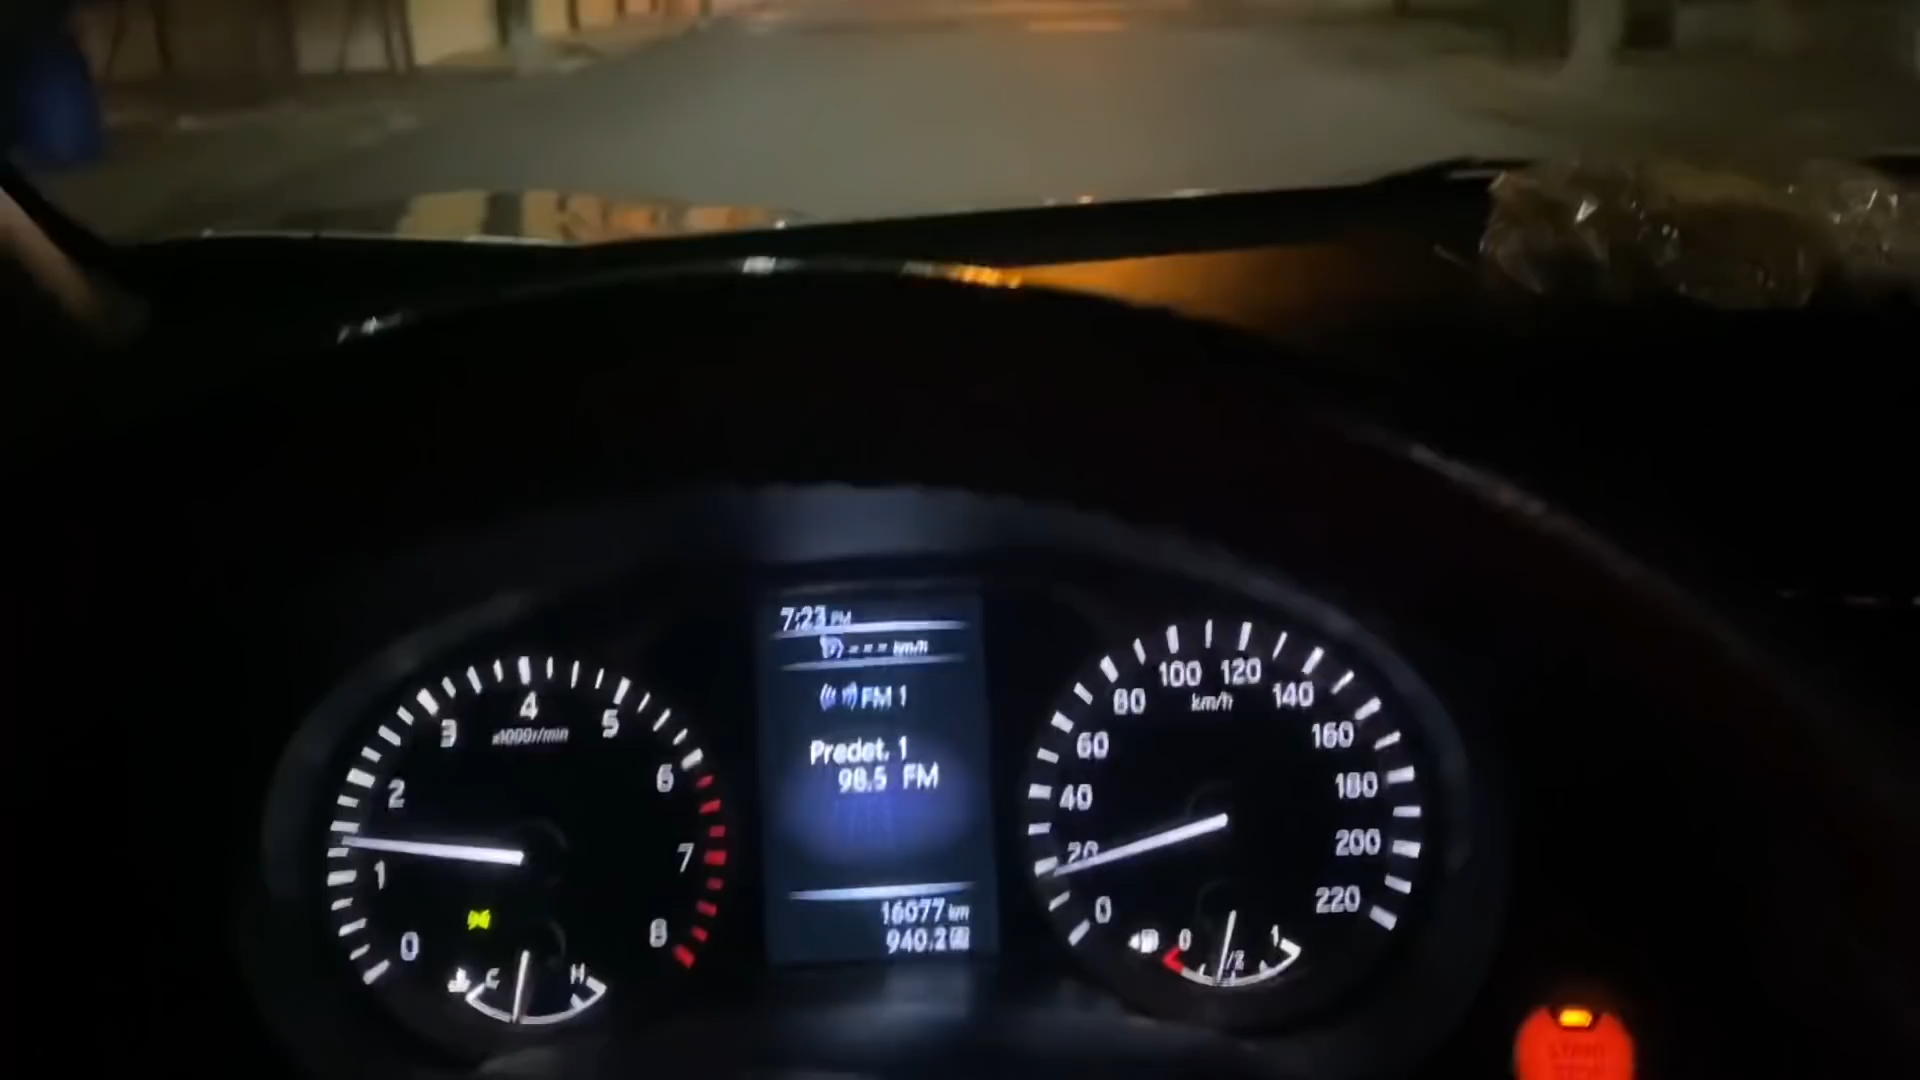 7:23 PM
--- km/h
FM 1
Predet. 1
98.5 FM
16077 km
940.2
0
1
2
3
4
5
6
7
8
x1000r/min
C
H
0
20
40
60
80
100
120
140
160
180
200
220
km/h
0
1/2
1
START